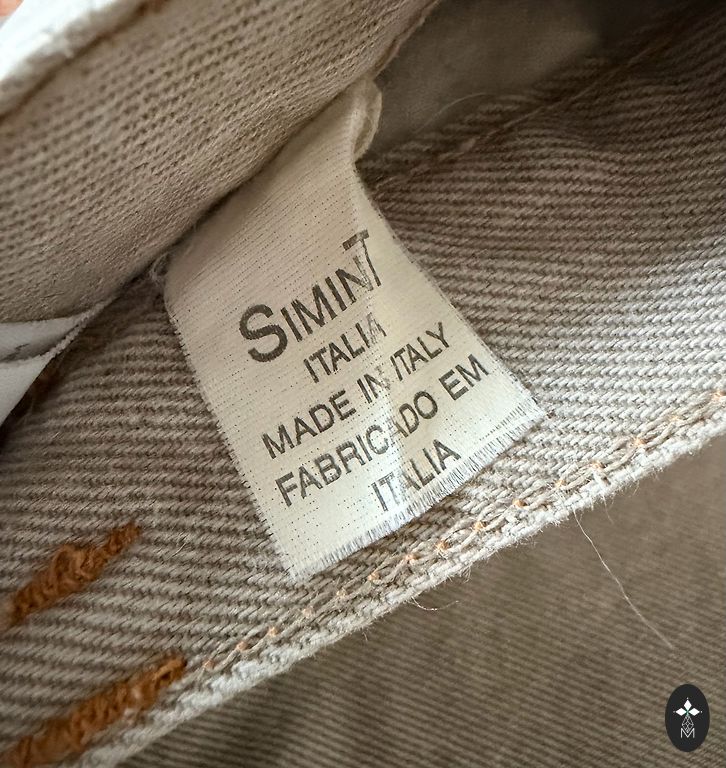 SIMINT
ITALIA
MADE IN ITALY
FABRICADO EM
ITALIA
M